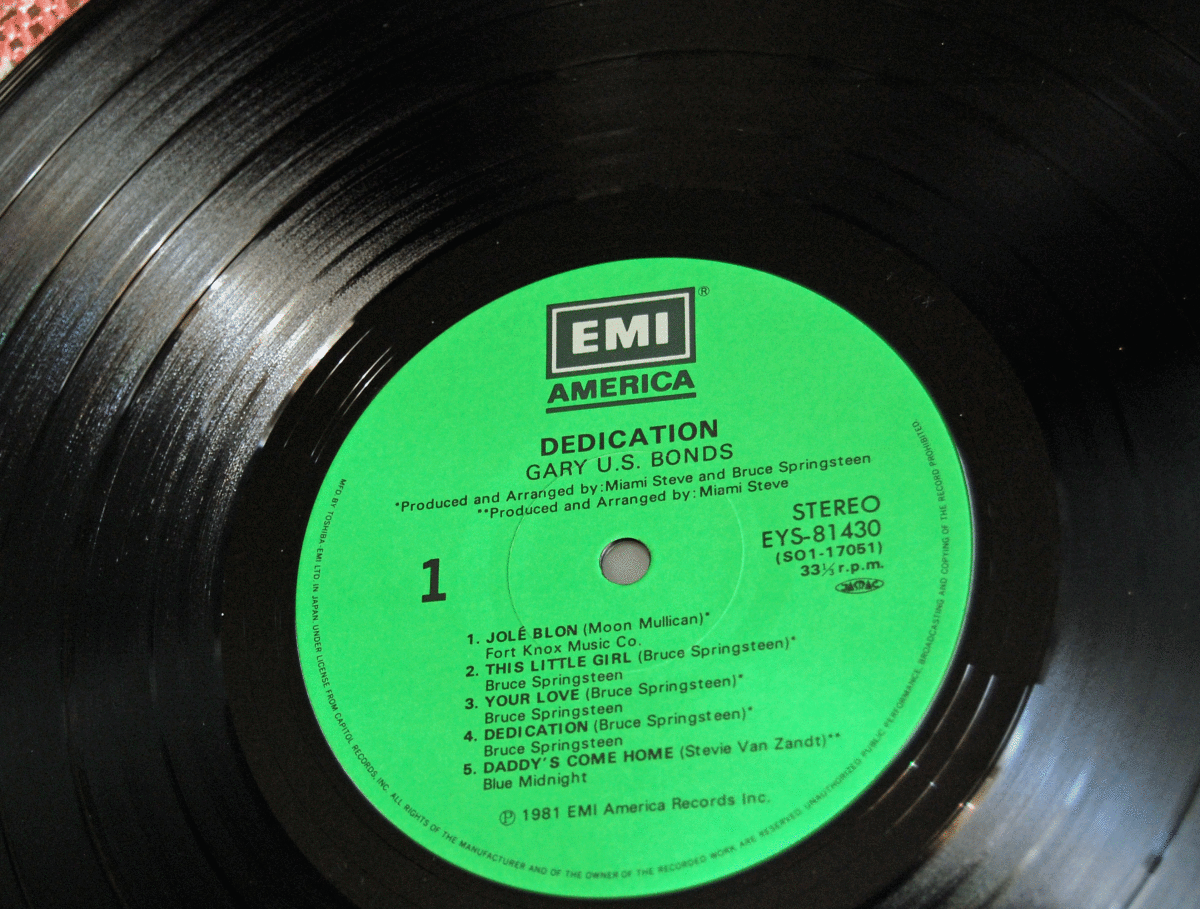 EMI®
AMERICA
DEDICATION
GARY U.S. BONDS
*Produced and Arranged by:Miami Steve and Bruce Springsteen
**Produced and Arranged by: Miami Steve
STEREO
EYS-81430
(SO1-17051)
33⅓ r.p.m.
1
1. JOLÉ BLON (Moon Mullican)*
Fort Knox Music Co.
2. THIS LITTLE GIRL (Bruce Springsteen)*
Bruce Springsteen
3. YOUR LOVE (Bruce Springsteen)*
Bruce Springsteen
4. DEDICATION (Bruce Springsteen)*
Bruce Springsteen
5. DADDY'S COME HOME (Stevie Van Zandt)**
Blue Midnight
Ⓟ 1981 EMI America Records Inc.
MFD BY TOSHIBA-EMI LTD. IN JAPAN UNDER LICENSE FROM CAPITOL RECORDS, INC. ALL RIGHTS OF THE MANUFACTURER AND OF THE OWNER OF THE RECORDED WORK ARE RESERVED. UNAUTHORIZED PUBLIC PERFORMANCE, BROADCASTING AND COPYING OF THE RECORD PROHIBITED.